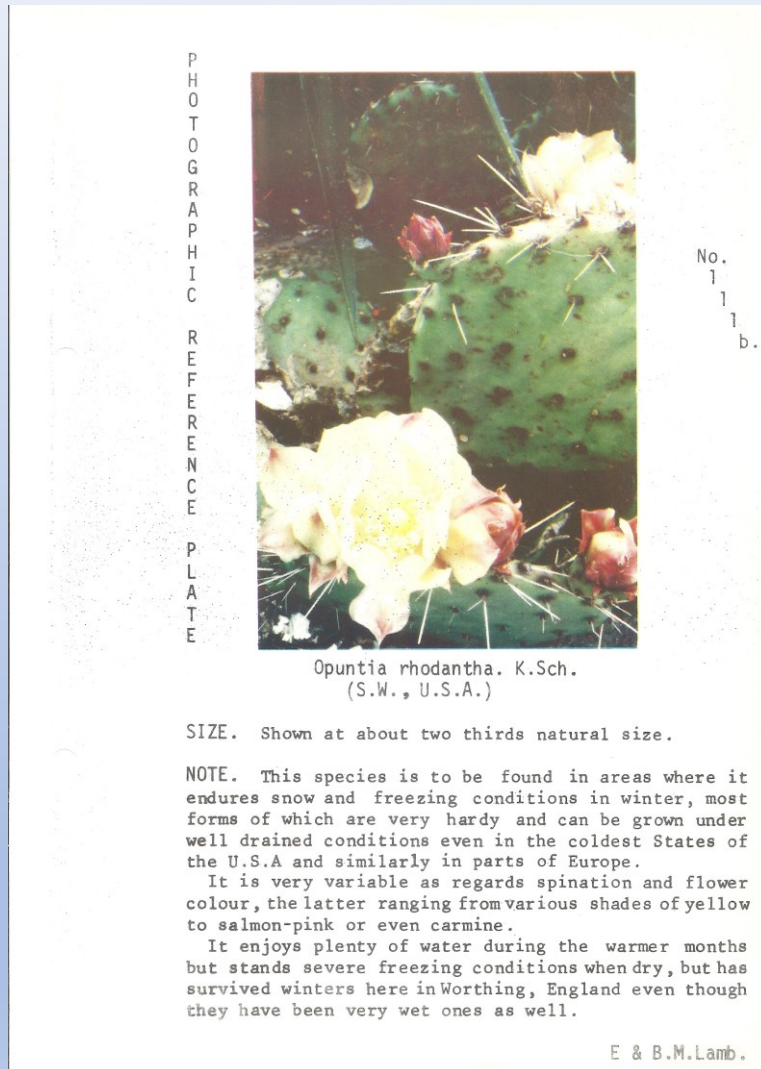 PHOTOGRAPHIC REFERENCE PLATE
No.
1
1
1
b.
Opuntia rhodantha. K.Sch.
(S.W., U.S.A.)
SIZE. Shown at about two thirds natural size.
NOTE. This species is to be found in areas where it
endures snow and freezing conditions in winter, most
forms of which are very hardy and can be grown under
well drained conditions even in the coldest States of
the U.S.A and similarly in parts of Europe.
It is very variable as regards spination and flower
colour, the latter ranging from various shades of yellow
to salmon-pink or even carmine.
It enjoys plenty of water during the warmer months
but stands severe freezing conditions when dry, but has
survived winters here in Worthing, England even though
they have been very wet ones as well.
E & B.M.Lamb.